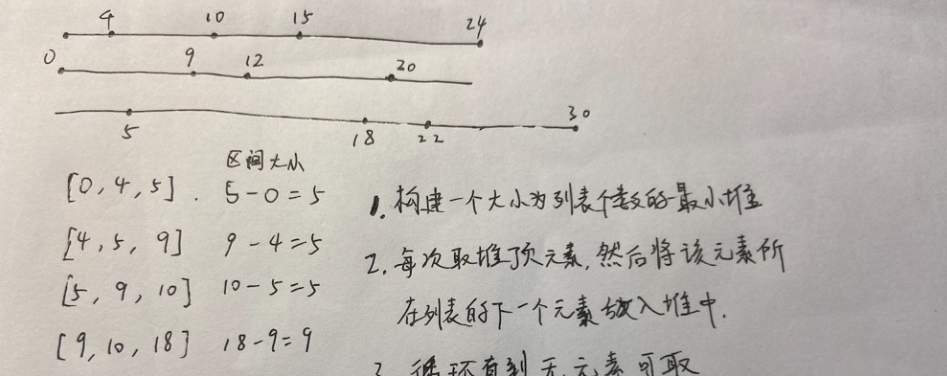 4 10 15 24
0 9 12 20
5 18 22 30
区间大小
[0, 4, 5] . 5-0=5
[4, 5, 9] 9-4=5
[5, 9, 10] 10-5=5
[9, 10, 18] 18-9=9
1. 构建一个大小为列表个数的最小堆
2. 每次取堆顶元素, 然后将该元素所
在列表的下一个元素放入堆中.
3 循环直到无元素可取